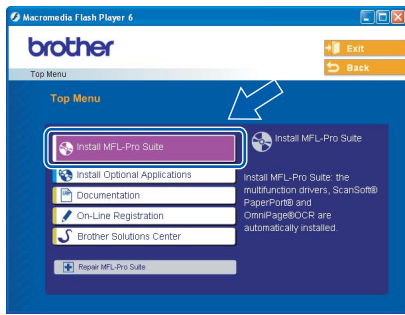 Macromedia Flash Player 6
brother
Exit
Back
Top Menu
Top Menu
Install MFL-Pro Suite
Install Optional Applications
Documentation
On-Line Registration
Brother Solutions Center
Repair MFL-Pro Suite
Install MFL-Pro Suite
Install MFL-Pro Suite: the
multifunction drivers, ScanSoft®
PaperPort® and
OmniPage®OCR are
automatically installed.